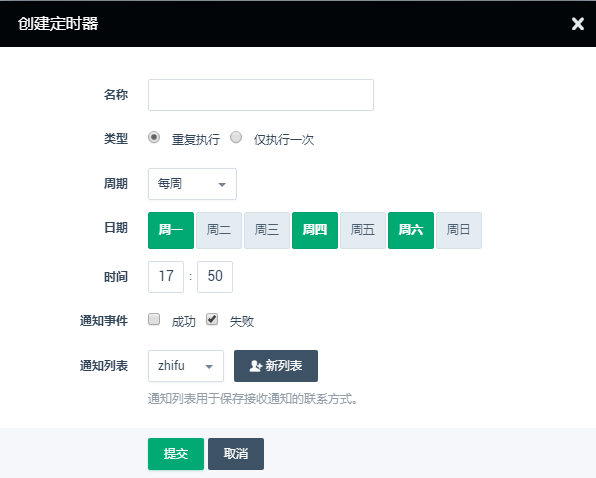 创建定时器
名称
类型 重复执行 仅执行一次
周期 每周
日期 周一 周二 周三 周四 周五 周六 周日
时间 17 : 50
通知事件 成功 失败
通知列表 zhifu 新列表
通知列表用于保存接收通知的联系方式。
提交 取消